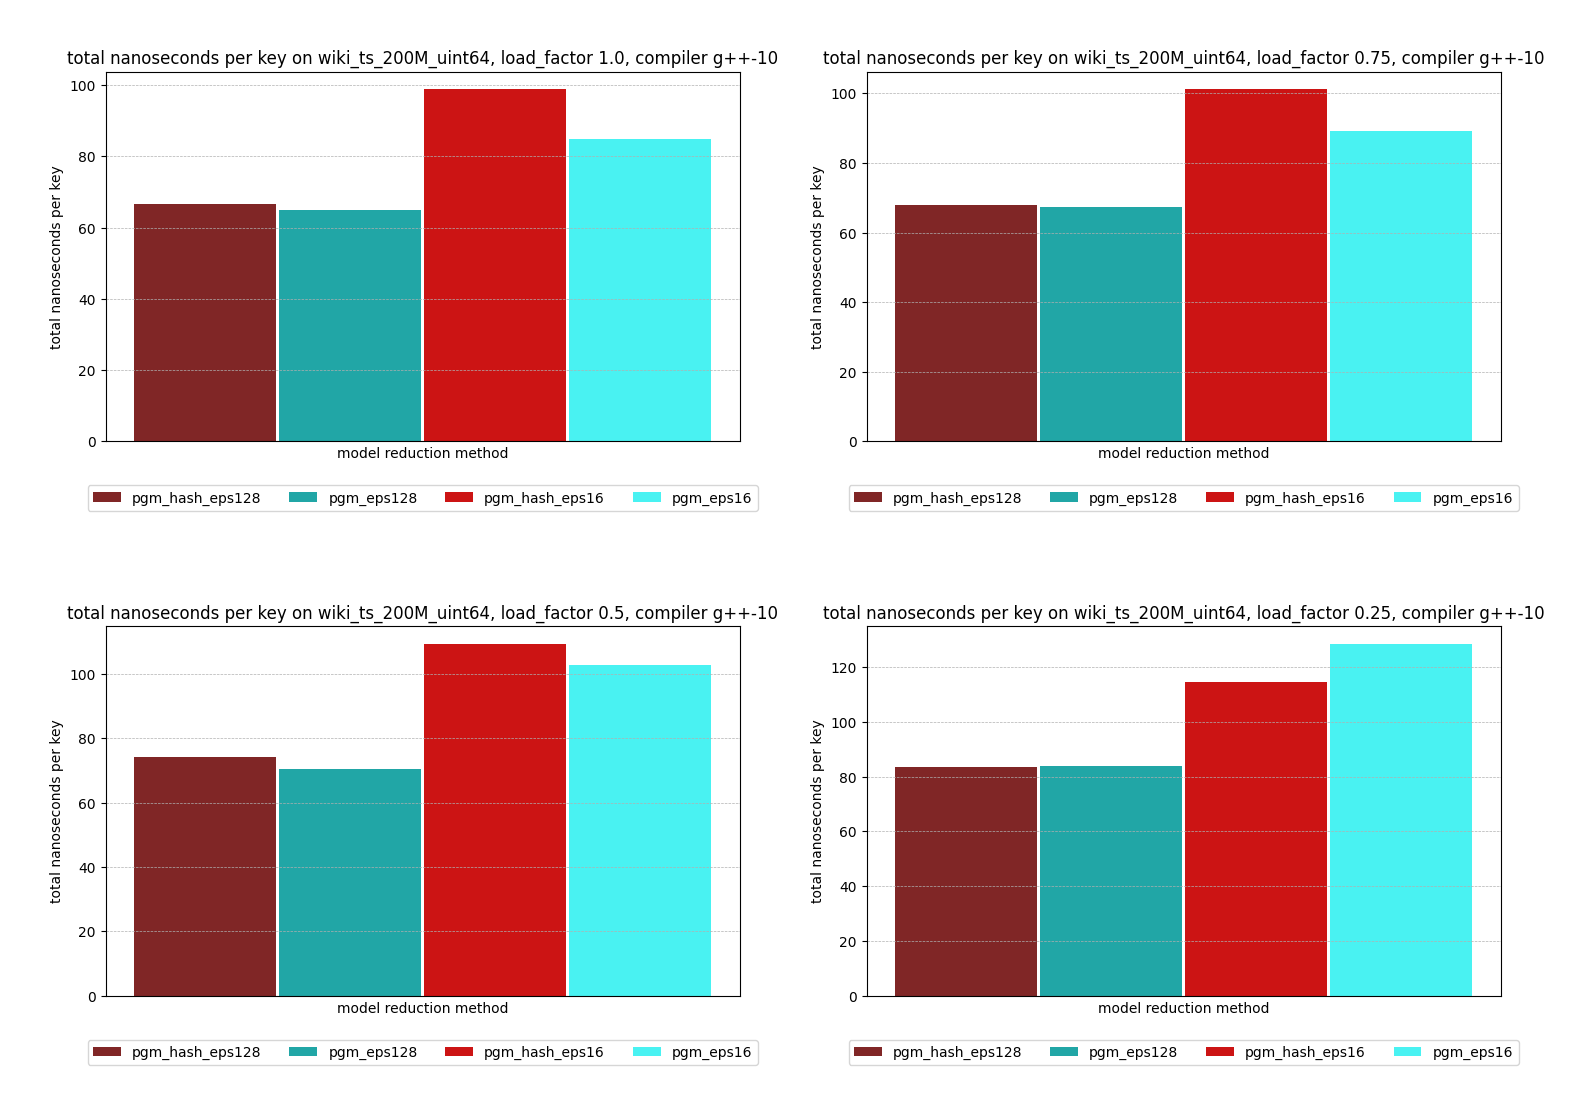 total nanoseconds per key on wiki_ts_200M_uint64, load_factor 1.0, compiler g++-10
total nanoseconds per key
100
80
60
40
20
0
model reduction method
pgm_hash_eps128 pgm_eps128 pgm_hash_eps16 pgm_eps16
total nanoseconds per key on wiki_ts_200M_uint64, load_factor 0.75, compiler g++-10
total nanoseconds per key
100
80
60
40
20
0
model reduction method
pgm_hash_eps128 pgm_eps128 pgm_hash_eps16 pgm_eps16
total nanoseconds per key on wiki_ts_200M_uint64, load_factor 0.5, compiler g++-10
total nanoseconds per key
100
80
60
40
20
0
model reduction method
pgm_hash_eps128 pgm_eps128 pgm_hash_eps16 pgm_eps16
total nanoseconds per key on wiki_ts_200M_uint64, load_factor 0.25, compiler g++-10
total nanoseconds per key
120
100
80
60
40
20
0
model reduction method
pgm_hash_eps128 pgm_eps128 pgm_hash_eps16 pgm_eps16